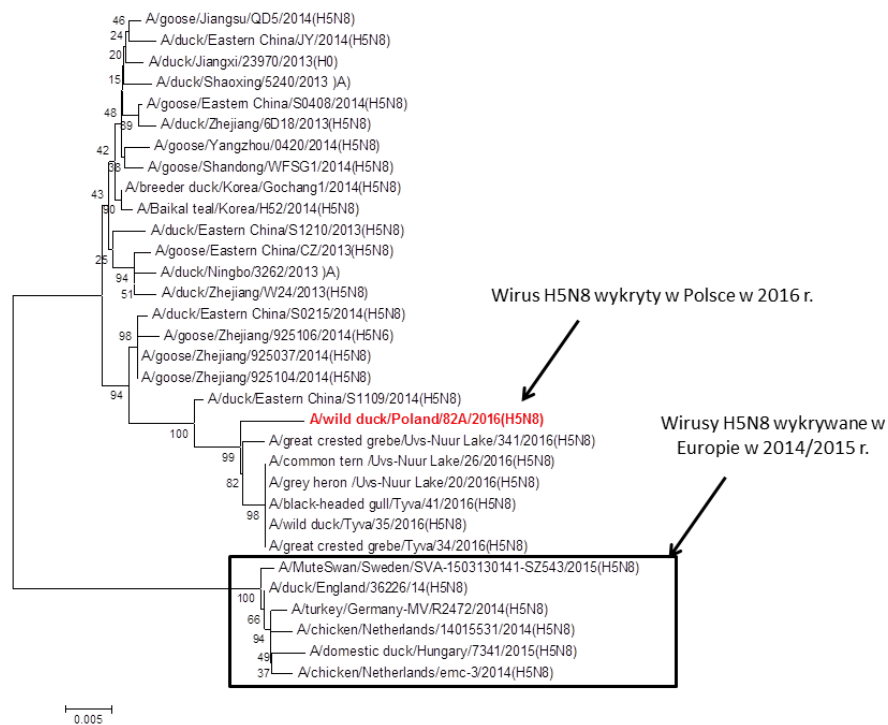 46
A/goose/Jiangsu/QD5/2014(H5N8)
24
A/duck/Eastern China/JY/2014(H5N8)
20
A/duck/Jiangxi/23970/2013(H0)
15
A/duck/Shaoxing/5240/2013 )A)
A/goose/Eastern China/S0408/2014(H5N8)
48
89
A/duck/Zhejiang/6D18/2013(H5N8)
42
A/goose/Yangzhou/0420/2014(H5N8)
38
A/goose/Shandong/WFSG1/2014(H5N8)
43
A/breeder duck/Korea/Gochang1/2014(H5N8)
90
A/Baikal teal/Korea/H52/2014(H5N8)
A/duck/Eastern China/S1210/2013(H5N8)
25
A/goose/Eastern China/CZ/2013(H5N8)
94
A/duck/Ningbo/3262/2013 )A)
51
A/duck/Zhejiang/W24/2013(H5N8)
Wirus H5N8 wykryty w Polsce w 2016 r.
A/duck/Eastern China/S0215/2014(H5N8)
98
A/goose/Zhejiang/925106/2014(H5N6)
A/goose/Zhejiang/925037/2014(H5N8)
A/goose/Zhejiang/925104/2014(H5N8)
94
A/duck/Eastern China/S1109/2014(H5N8)
100
A/wild duck/Poland/82A/2016(H5N8)
Wirusy H5N8 wykrywane w
Europie w 2014/2015 r.
A/great crested grebe/Uvs-Nuur Lake/341/2016(H5N8)
99
A/common tern /Uvs-Nuur Lake/26/2016(H5N8)
82
A/grey heron /Uvs-Nuur Lake/20/2016(H5N8)
A/black-headed gull/Tyva/41/2016(H5N8)
98
A/wild duck/Tyva/35/2016(H5N8)
A/great crested grebe/Tyva/34/2016(H5N8)
A/MuteSwan/Sweden/SVA-1503130141-SZ543/2015(H5N8)
A/duck/England/36226/14(H5N8)
100
A/turkey/Germany-MV/R2472/2014(H5N8)
66
A/chicken/Netherlands/14015531/2014(H5N8)
94
A/domestic duck/Hungary/7341/2015(H5N8)
49
A/chicken/Netherlands/emc-3/2014(H5N8)
37
0.005